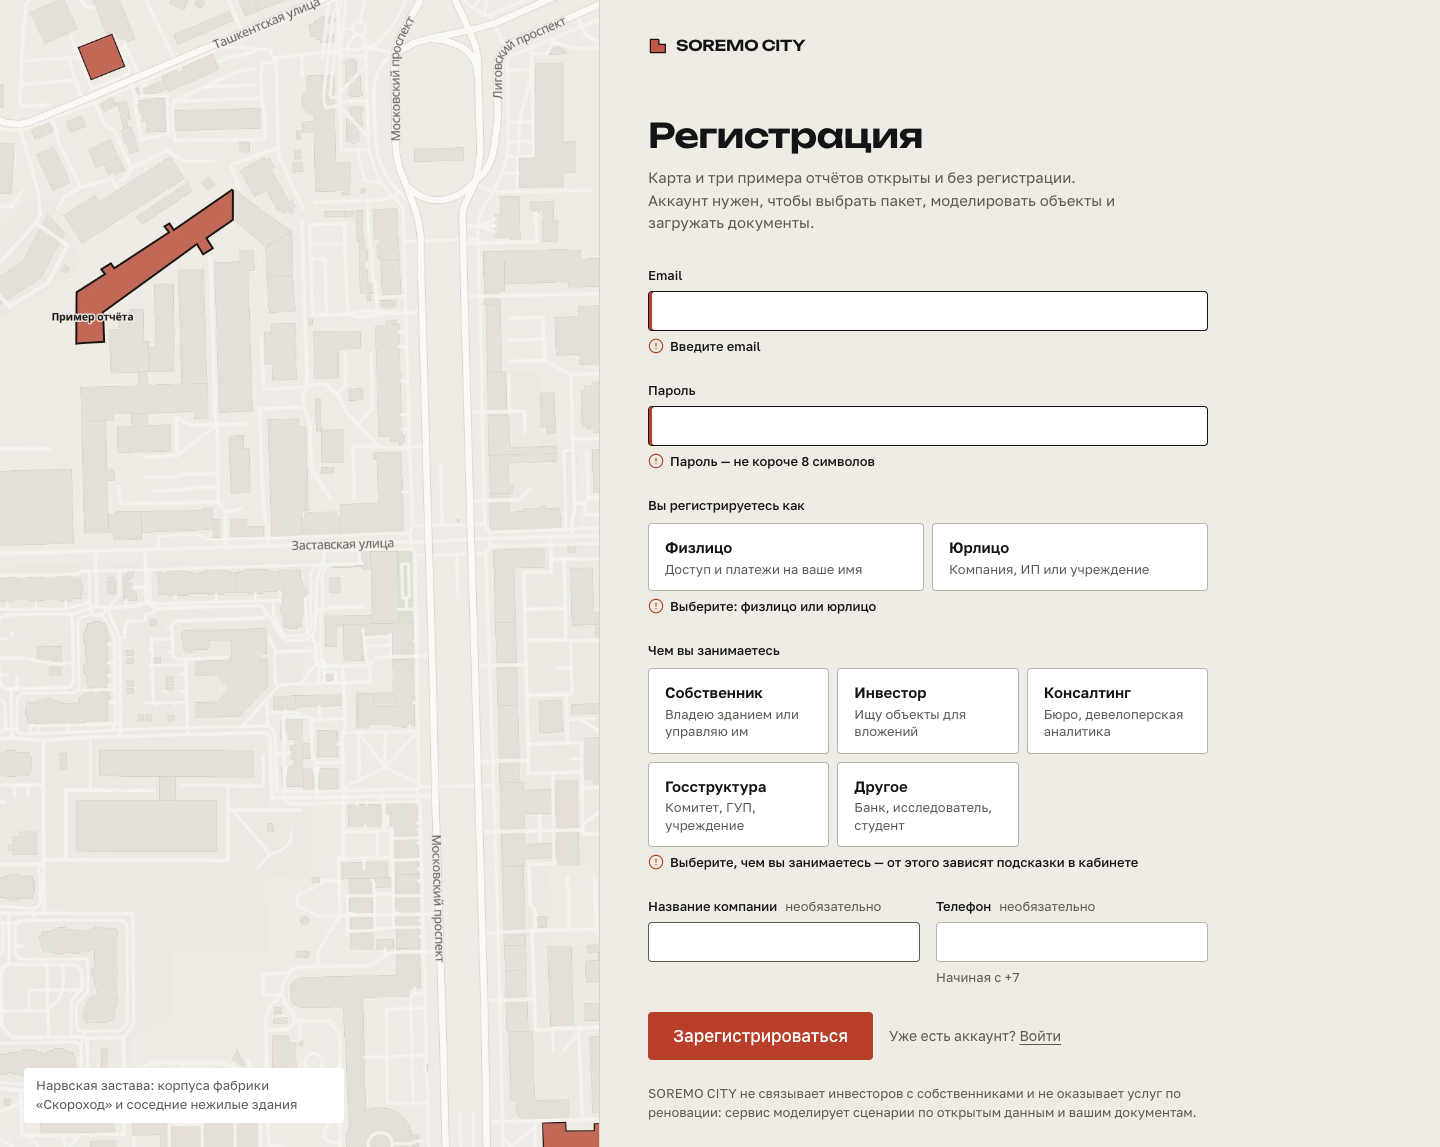 Ташкентская улица
Московский проспект
Лиговский проспект
Пример отчёта
Заставская улица
Московский проспект
Нарвская застава: корпуса фабрики
«Скороход» и соседние нежилые здания
SOREMO CITY
Регистрация
Карта и три примера отчётов открыты и без регистрации.
Аккаунт нужен, чтобы выбрать пакет, моделировать объекты и
загружать документы.
Email
Введите email
Пароль
Пароль — не короче 8 символов
Вы регистрируетесь как
Физлицо
Доступ и платежи на ваше имя
Юрлицо
Компания, ИП или учреждение
Выберите: физлицо или юрлицо
Чем вы занимаетесь
Собственник
Владею зданием или
управляю им
Инвестор
Ищу объекты для
вложений
Консалтинг
Бюро, девелоперская
аналитика
Госструктура
Комитет, ГУП,
учреждение
Другое
Банк, исследователь,
студент
Выберите, чем вы занимаетесь — от этого зависят подсказки в кабинете
Название компании необязательно
Телефон необязательно
Начиная с +7
Зарегистрироваться
Уже есть аккаунт? Войти
SOREMO CITY не связывает инвесторов с собственниками и не оказывает услуг по
реновации: сервис моделирует сценарии по открытым данным и вашим документам.